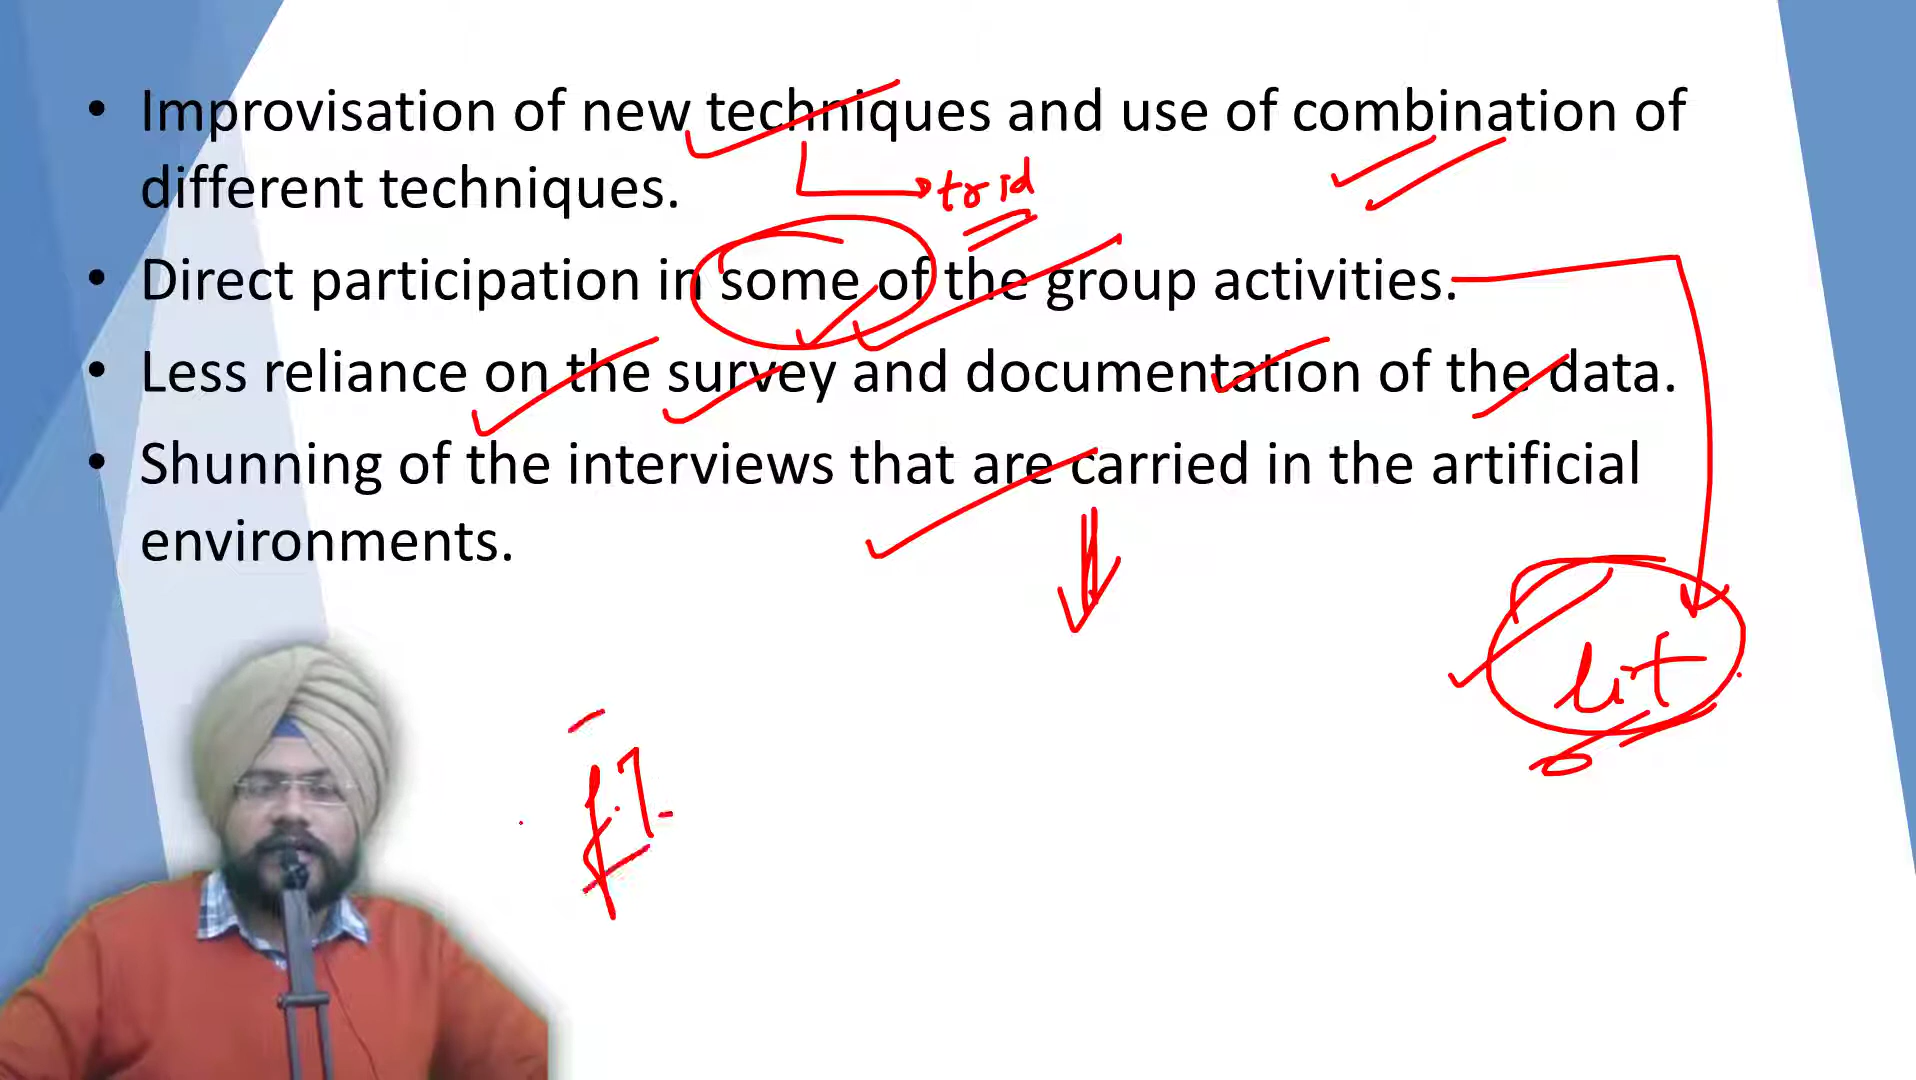 • Improvisation of new techniques and use of combination of
different techniques.
trid
• Direct participation in some of the group activities.
• Less reliance on the survey and documentation of the data.
• Shunning of the interviews that are carried in the artificial
environments.